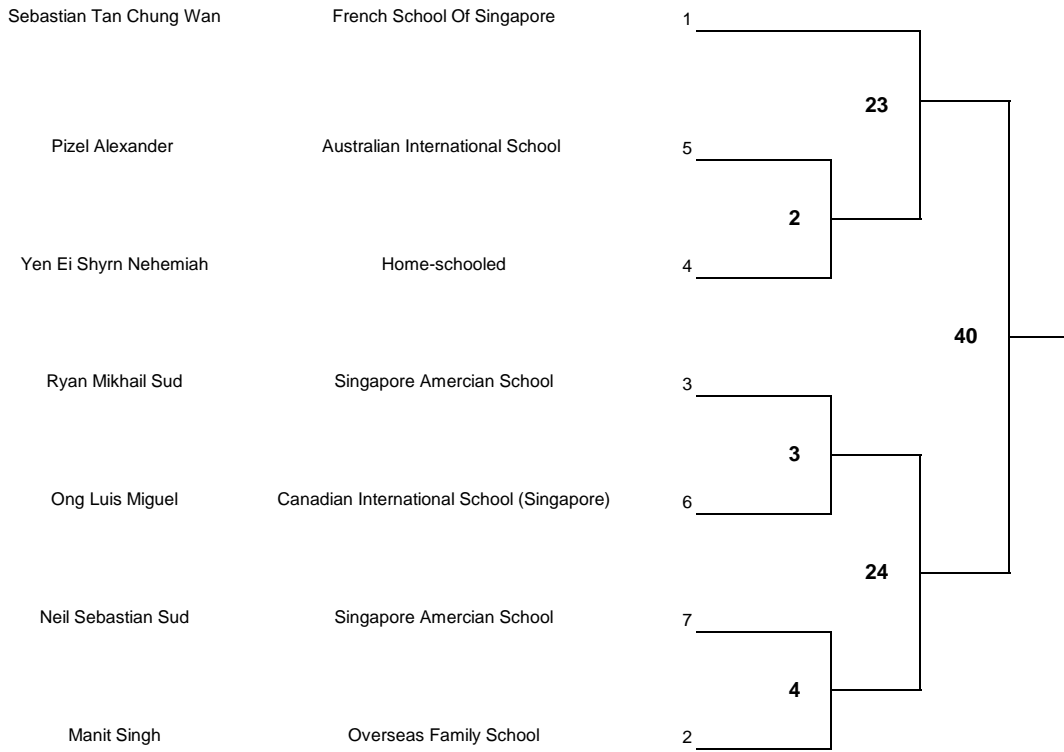 Sebastian Tan Chung Wan French School Of Singapore 1
23
Pizel Alexander Australian International School 5
2
Yen Ei Shyrn Nehemiah Home-schooled 4
40
Ryan Mikhail Sud Singapore Amercian School 3
3
Ong Luis Miguel Canadian International School (Singapore) 6
24
Neil Sebastian Sud Singapore Amercian School 7
4
Manit Singh Overseas Family School 2